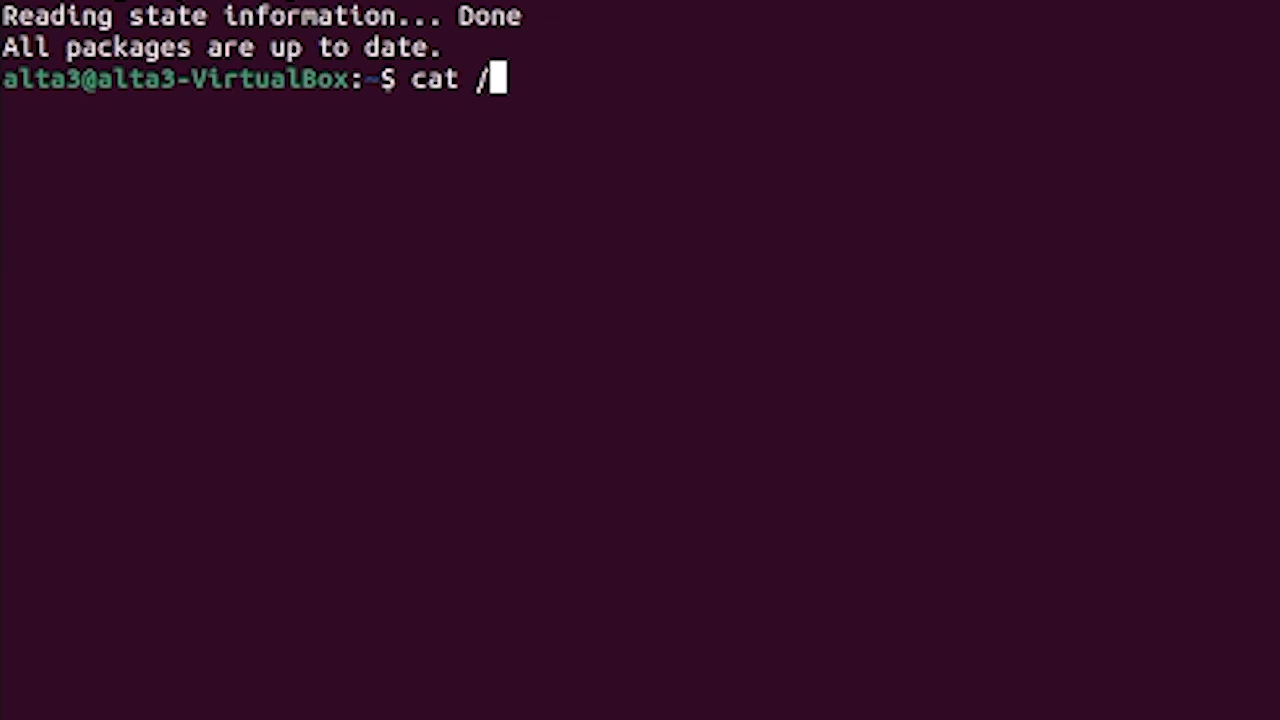 Reading state information... Done
All packages are up to date.
alta3@alta3-VirtualBox:~$ cat /